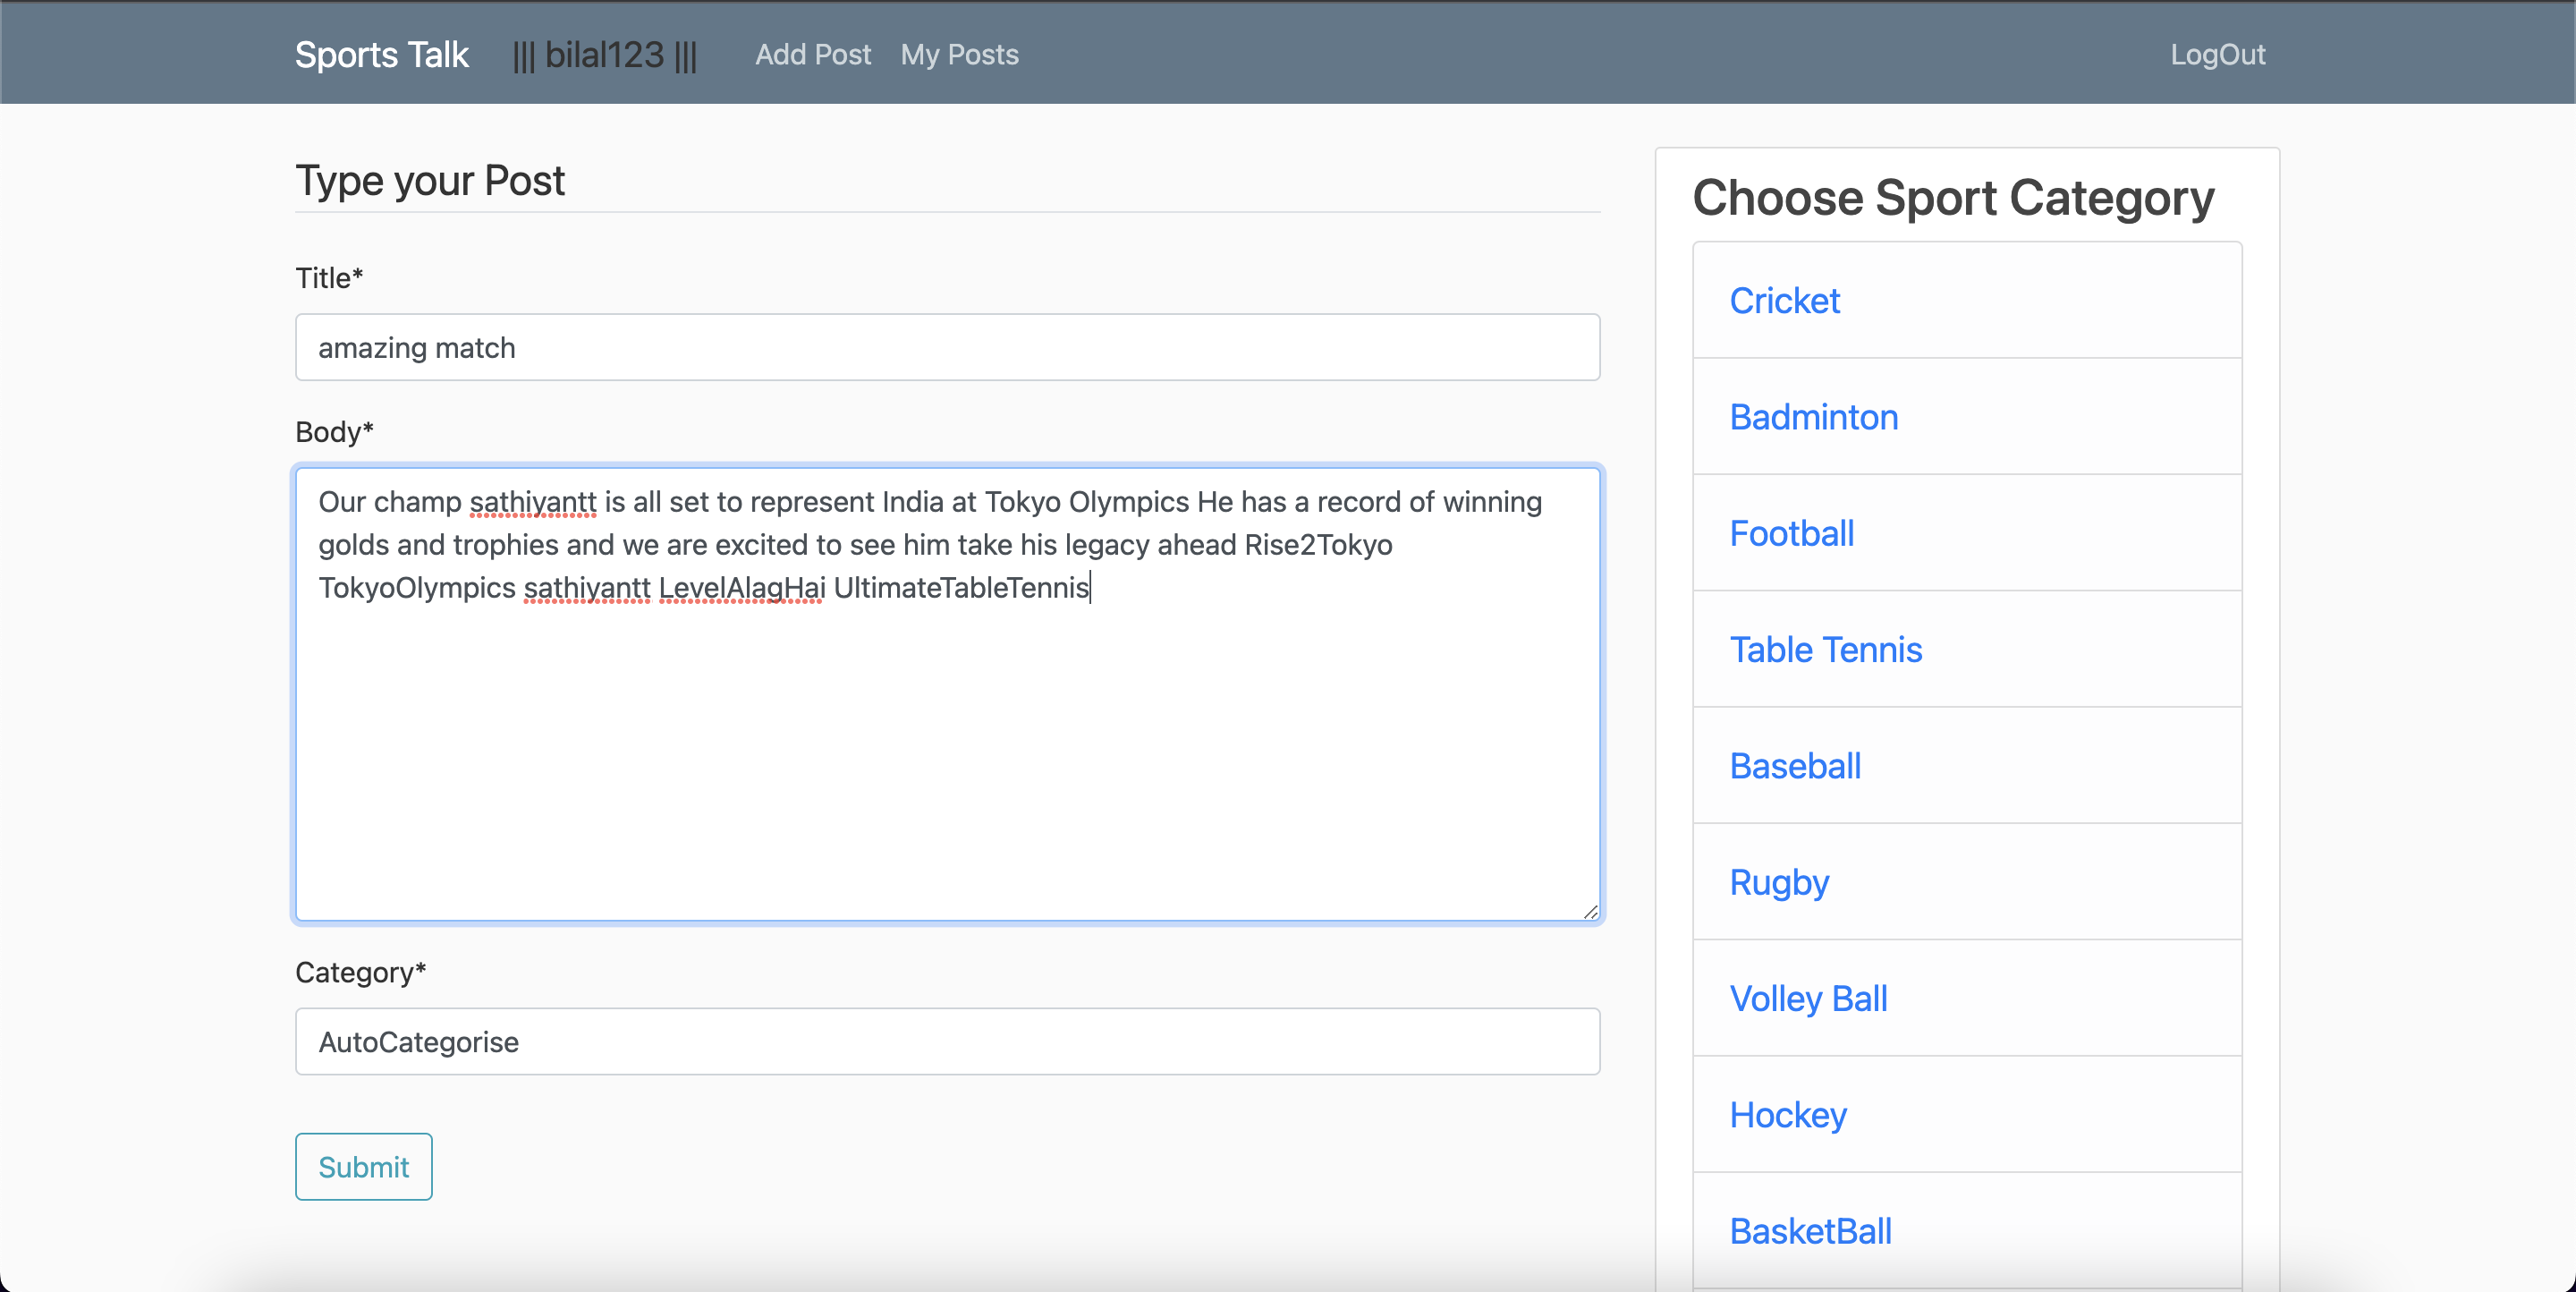 Sports Talk ||| bilal123 ||| Add Post My Posts LogOut
Type your Post
Title*
amazing match
Body*
Our champ sathiyantt is all set to represent India at Tokyo Olympics He has a record of winning
golds and trophies and we are excited to see him take his legacy ahead Rise2Tokyo
TokyoOlympics sathiyantt LevelAlagHai UltimateTableTennis
Category*
AutoCategorise
Submit
Choose Sport Category
Cricket
Badminton
Football
Table Tennis
Baseball
Rugby
Volley Ball
Hockey
BasketBall